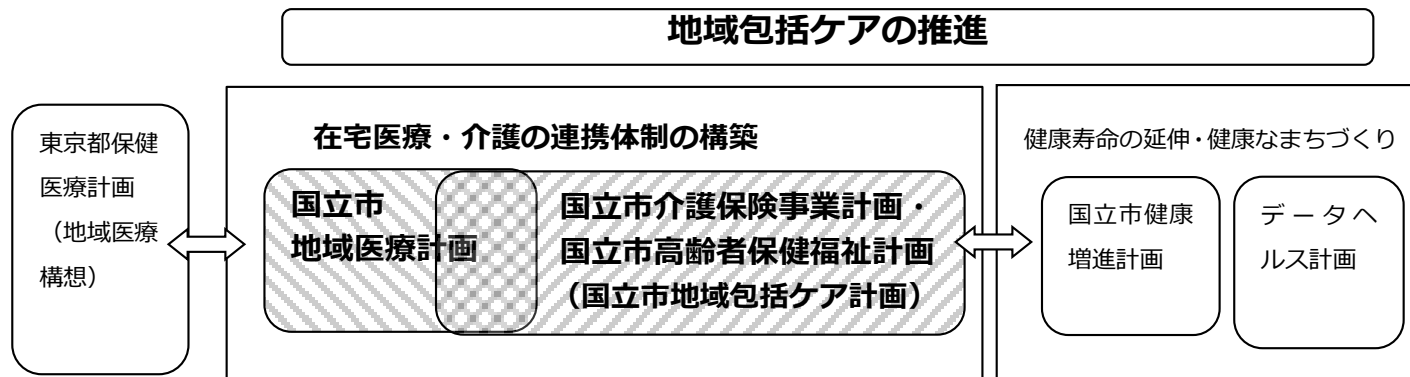 地域包括ケアの推進
東京都保健
医療計画
（地域医療
構想）
在宅医療・介護の連携体制の構築
国立市
地域医療計画
国立市介護保険事業計画・
国立市高齢者保健福祉計画
（国立市地域包括ケア計画）
健康寿命の延伸・健康なまちづくり
国立市健康
増進計画
データヘ
ルス計画